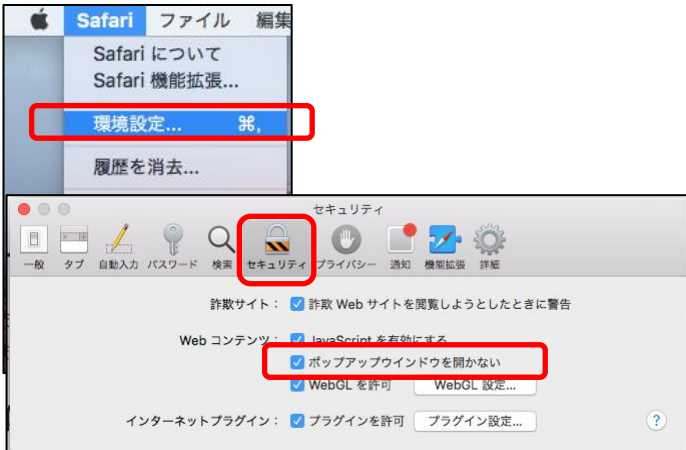 Safari ファイル 編集
Safari について
Safari 機能拡張...
環境設定... ⌘,
履歴を消去...
セキュリティ
一般 タブ 自動入力 パスワード 検索 セキュリティ プライバシー 通知 機能拡張 詳細
詐欺サイト： 詐欺 Web サイトを閲覧しようとしたときに警告
Web コンテンツ： JavaScript を有効にする
ポップアップウインドウを開かない
WebGL を許可 WebGL 設定...
インターネットプラグイン： プラグインを許可 プラグイン設定... ?